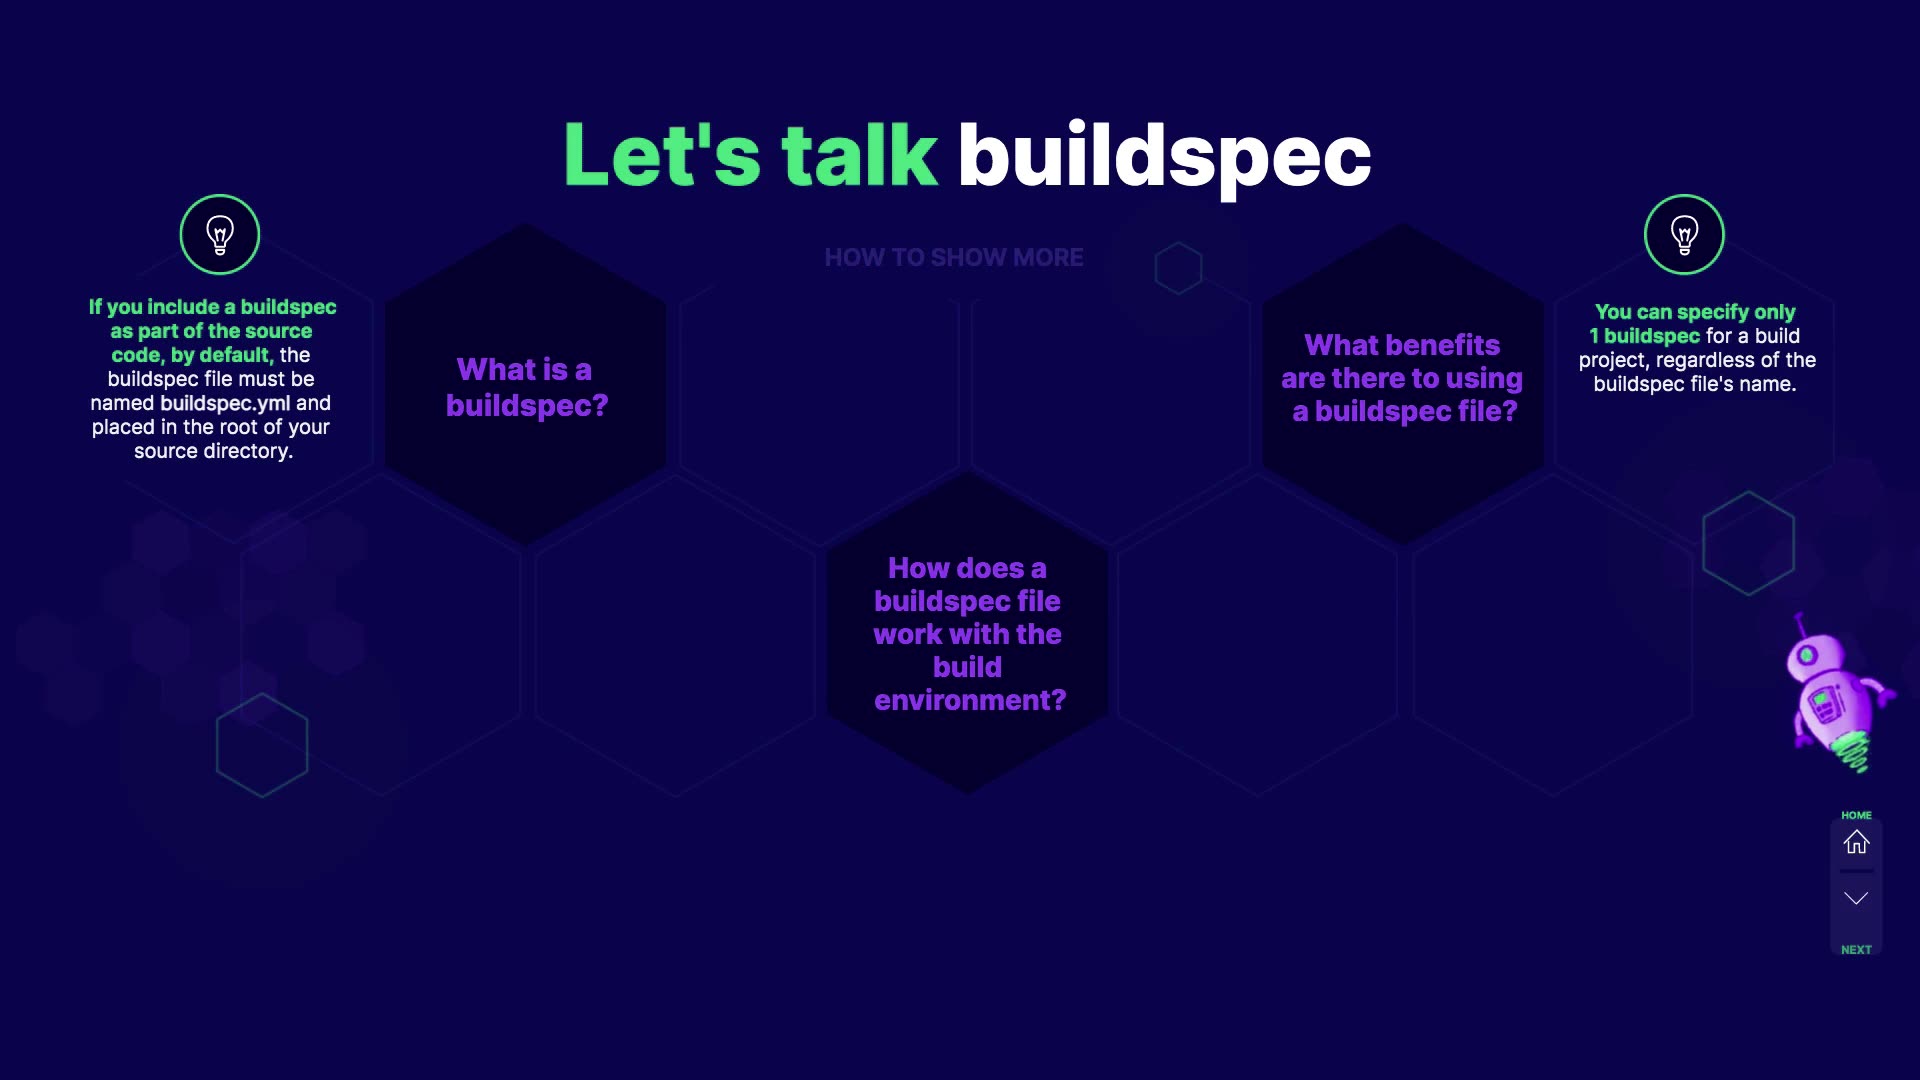 Let's talk buildspec
HOW TO SHOW MORE
If you include a buildspec
as part of the source
code, by default, the
buildspec file must be
named buildspec.yml and
placed in the root of your
source directory.
What is a
buildspec?
How does a
buildspec file
work with the
build
environment?
What benefits
are there to using
a buildspec file?
You can specify only
1 buildspec for a build
project, regardless of the
buildspec file's name.
HOME
NEXT